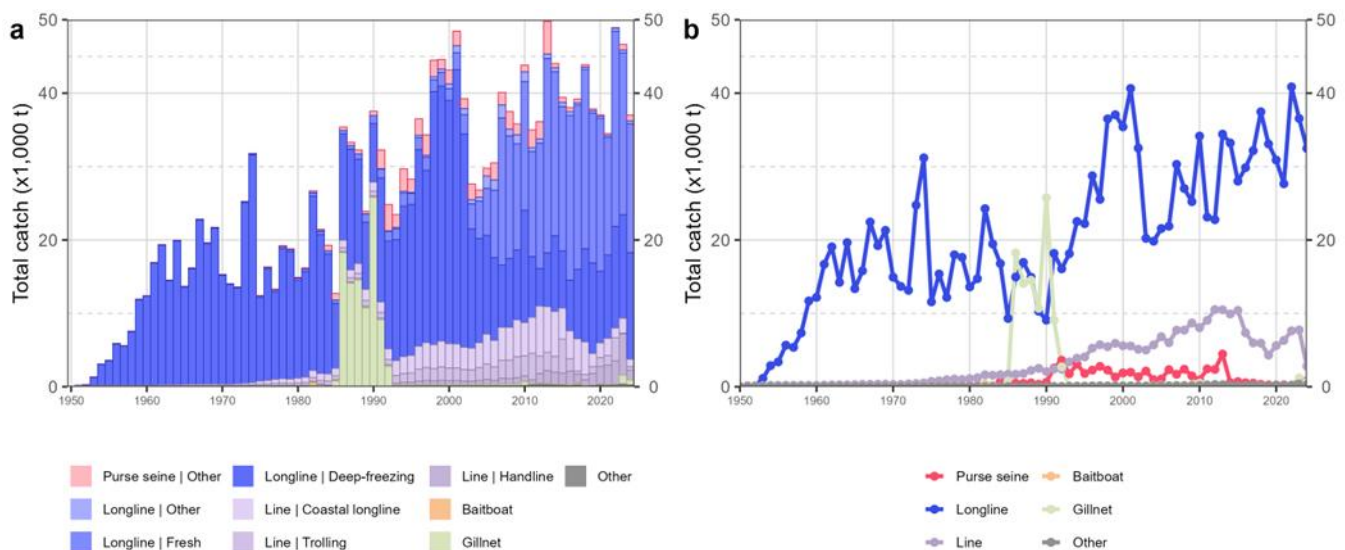 a
Total catch (x1,000 t)
50
40
20
0
50
40
20
0
1950 1960 1970 1980 1990 2000 2010 2020
Purse seine | Other
Longline | Other
Longline | Fresh
Longline | Deep-freezing
Line | Coastal longline
Line | Trolling
Line | Handline
Baitboat
Gillnet
Other
b
Total catch (x1,000 t)
50
40
20
0
50
40
20
0
1950 1960 1970 1980 1990 2000 2010 2020
Purse seine
Longline
Line
Baitboat
Gillnet
Other